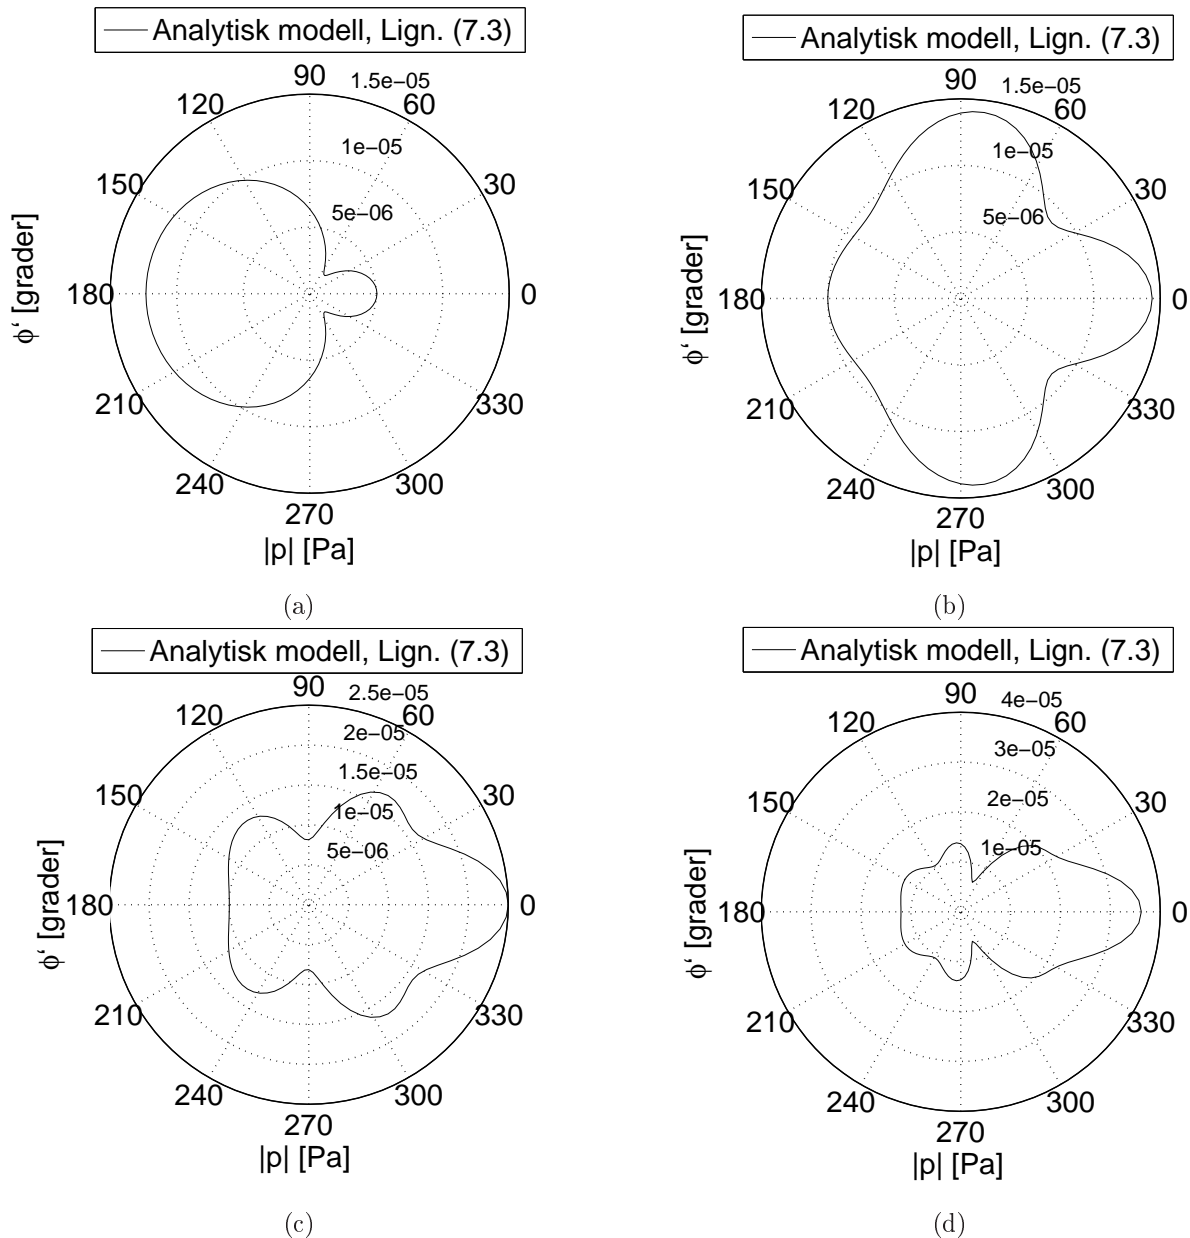 Analytisk modell, Lign. (7.3)
90
1.5e−05
120
60
1e−05
150
30
5e−06
180
0
210
330
240
300
270
ϕ‘ [grader]
|p| [Pa]
(a)
Analytisk modell, Lign. (7.3)
90
1.5e−05
120
60
1e−05
150
30
5e−06
180
0
210
330
240
300
270
ϕ‘ [grader]
|p| [Pa]
(b)
Analytisk modell, Lign. (7.3)
90
2.5e−05
120
60
2e−05
1.5e−05
150
30
1e−05
5e−06
180
0
210
330
240
300
270
ϕ‘ [grader]
|p| [Pa]
(c)
Analytisk modell, Lign. (7.3)
90
4e−05
120
60
3e−05
150
30
2e−05
1e−05
180
0
210
330
240
300
270
ϕ‘ [grader]
|p| [Pa]
(d)